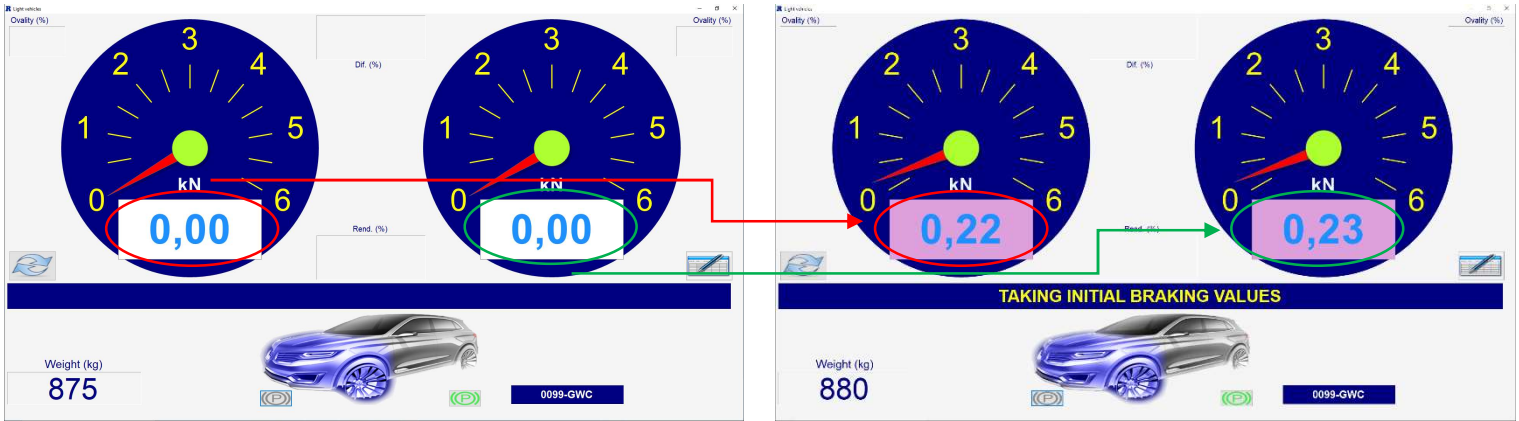 Light vehicles
Ovality (%)
Ovality (%)
0 1 2 3 4 5 6
kN
0,00
Dif. (%)
Rend. (%)
0 1 2 3 4 5 6
kN
0,00
Weight (kg)
875
(P)
(P)
0099-GWC
Light vehicles
Ovality (%)
Ovality (%)
0 1 2 3 4 5 6
kN
0,22
Dif. (%)
Rend. (%)
0 1 2 3 4 5 6
kN
0,23
TAKING INITIAL BRAKING VALUES
Weight (kg)
880
(P)
(P)
0099-GWC